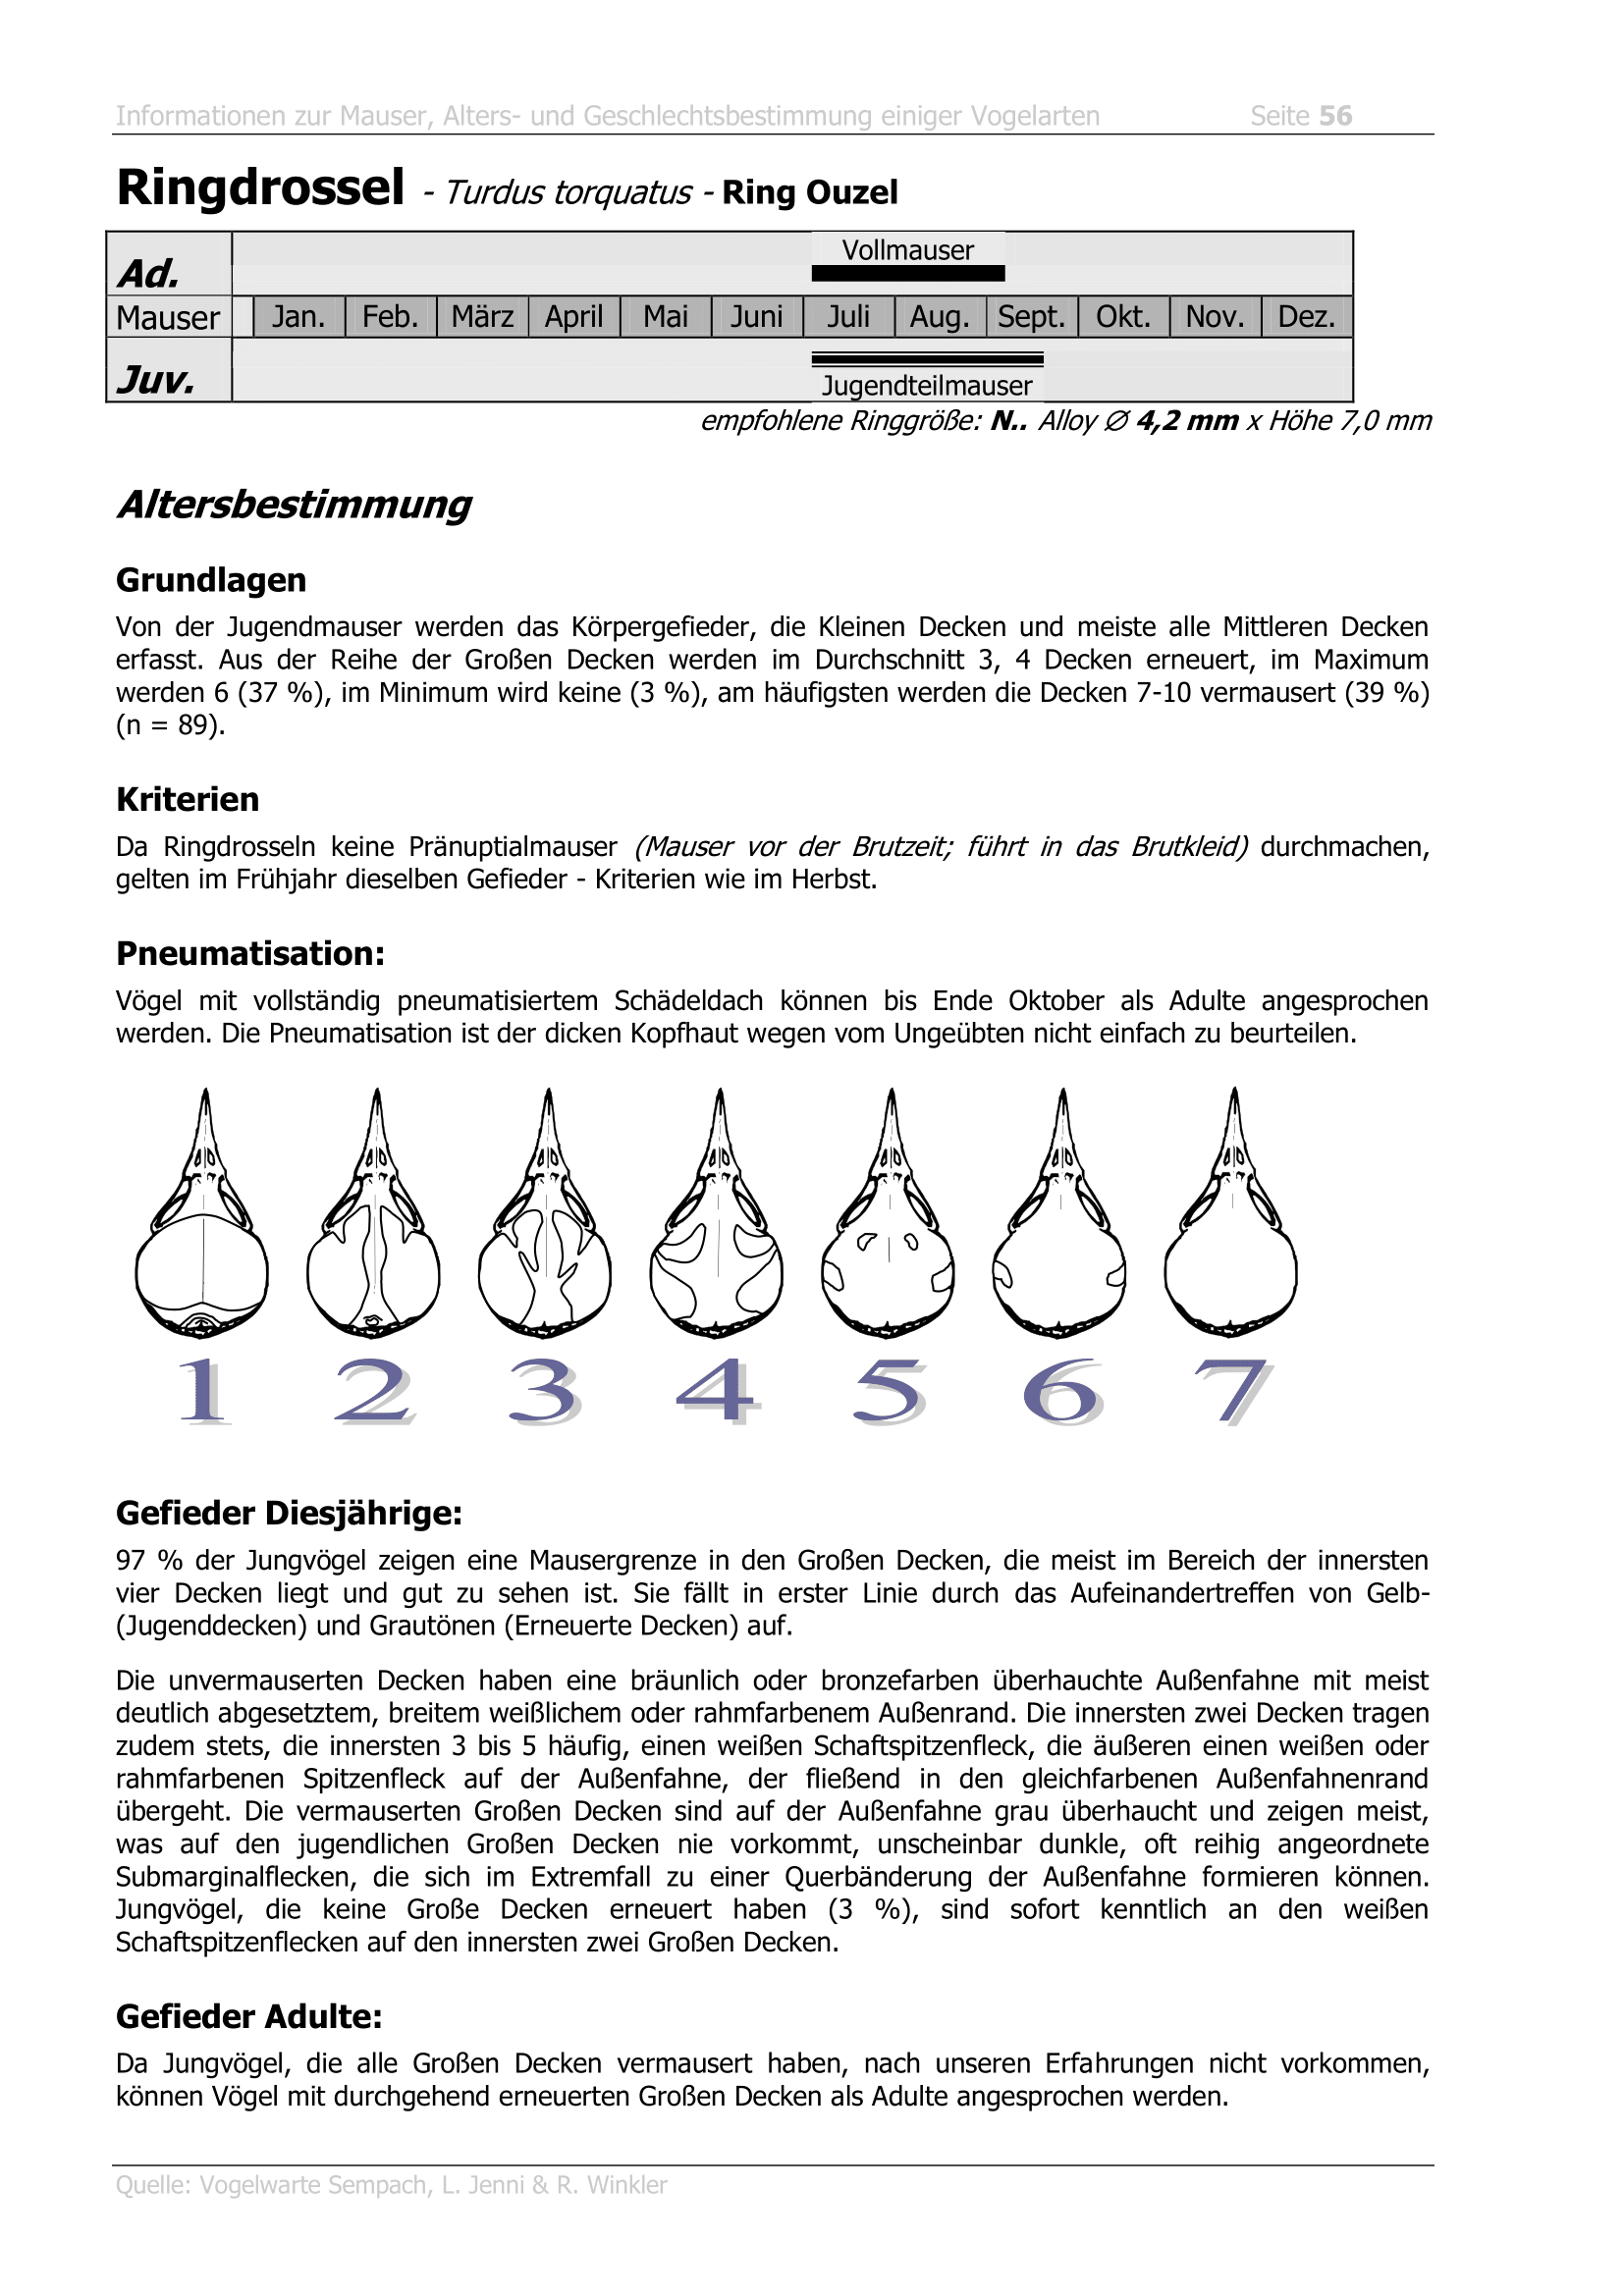 Informationen zur Mauser, Alters- und Geschlechtsbestimmung einiger Vogelarten Seite 56
Ringdrossel - Turdus torquatus - Ring Ouzel
Vollmauser
Ad.
Mauser Jan. Feb. März April Mai Juni Juli Aug. Sept. Okt. Nov. Dez.
Juv.
Jugendteilmauser
empfohlene Ringgröße: N.. Alloy ∅ 4,2 mm x Höhe 7,0 mm
Altersbestimmung
Grundlagen
Von der Jugendmauser werden das Körpergefieder, die Kleinen Decken und meiste alle Mittleren Decken
erfasst. Aus der Reihe der Großen Decken werden im Durchschnitt 3, 4 Decken erneuert, im Maximum
werden 6 (37 %), im Minimum wird keine (3 %), am häufigsten werden die Decken 7-10 vermausert (39 %)
(n = 89).
Kriterien
Da Ringdrosseln keine Pränuptialmauser (Mauser vor der Brutzeit; führt in das Brutkleid) durchmachen,
gelten im Frühjahr dieselben Gefieder - Kriterien wie im Herbst.
Pneumatisation:
Vögel mit vollständig pneumatisiertem Schädeldach können bis Ende Oktober als Adulte angesprochen
werden. Die Pneumatisation ist der dicken Kopfhaut wegen vom Ungeübten nicht einfach zu beurteilen.
1 2 3 4 5 6 7
Gefieder Diesjährige:
97 % der Jungvögel zeigen eine Mausergrenze in den Großen Decken, die meist im Bereich der innersten
vier Decken liegt und gut zu sehen ist. Sie fällt in erster Linie durch das Aufeinandertreffen von Gelb-
(Jugenddecken) und Grautönen (Erneuerte Decken) auf.
Die unvermauserten Decken haben eine bräunlich oder bronzefarben überhauchte Außenfahne mit meist
deutlich abgesetztem, breitem weißlichem oder rahmfarbenem Außenrand. Die innersten zwei Decken tragen
zudem stets, die innersten 3 bis 5 häufig, einen weißen Schaftspitzenfleck, die äußeren einen weißen oder
rahmfarbenen Spitzenfleck auf der Außenfahne, der fließend in den gleichfarbenen Außenfahnenrand
übergeht. Die vermauserten Großen Decken sind auf der Außenfahne grau überhaucht und zeigen meist,
was auf den jugendlichen Großen Decken nie vorkommt, unscheinbar dunkle, oft reihig angeordnete
Submarginalflecken, die sich im Extremfall zu einer Querbänderung der Außenfahne formieren können.
Jungvögel, die keine Große Decken erneuert haben (3 %), sind sofort kenntlich an den weißen
Schaftspitzenflecken auf den innersten zwei Großen Decken.
Gefieder Adulte:
Da Jungvögel, die alle Großen Decken vermausert haben, nach unseren Erfahrungen nicht vorkommen,
können Vögel mit durchgehend erneuerten Großen Decken als Adulte angesprochen werden.
Quelle: Vogelwarte Sempach, L. Jenni & R. Winkler